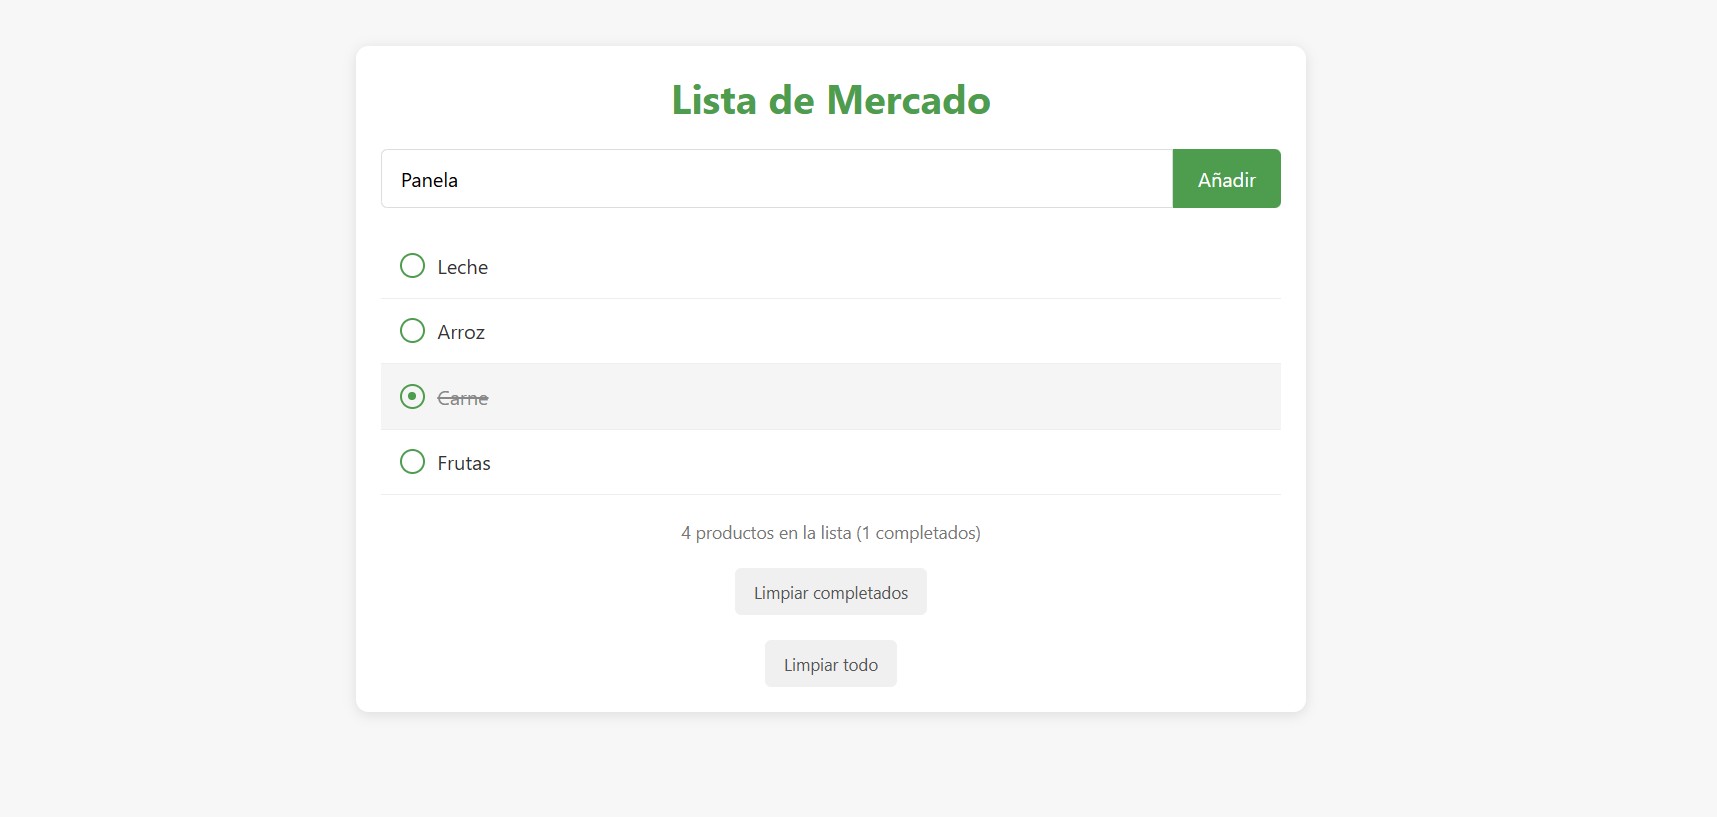 Lista de Mercado
Panela
Añadir
Leche
Arroz
Carne
Frutas
4 productos en la lista (1 completados)
Limpiar completados
Limpiar todo